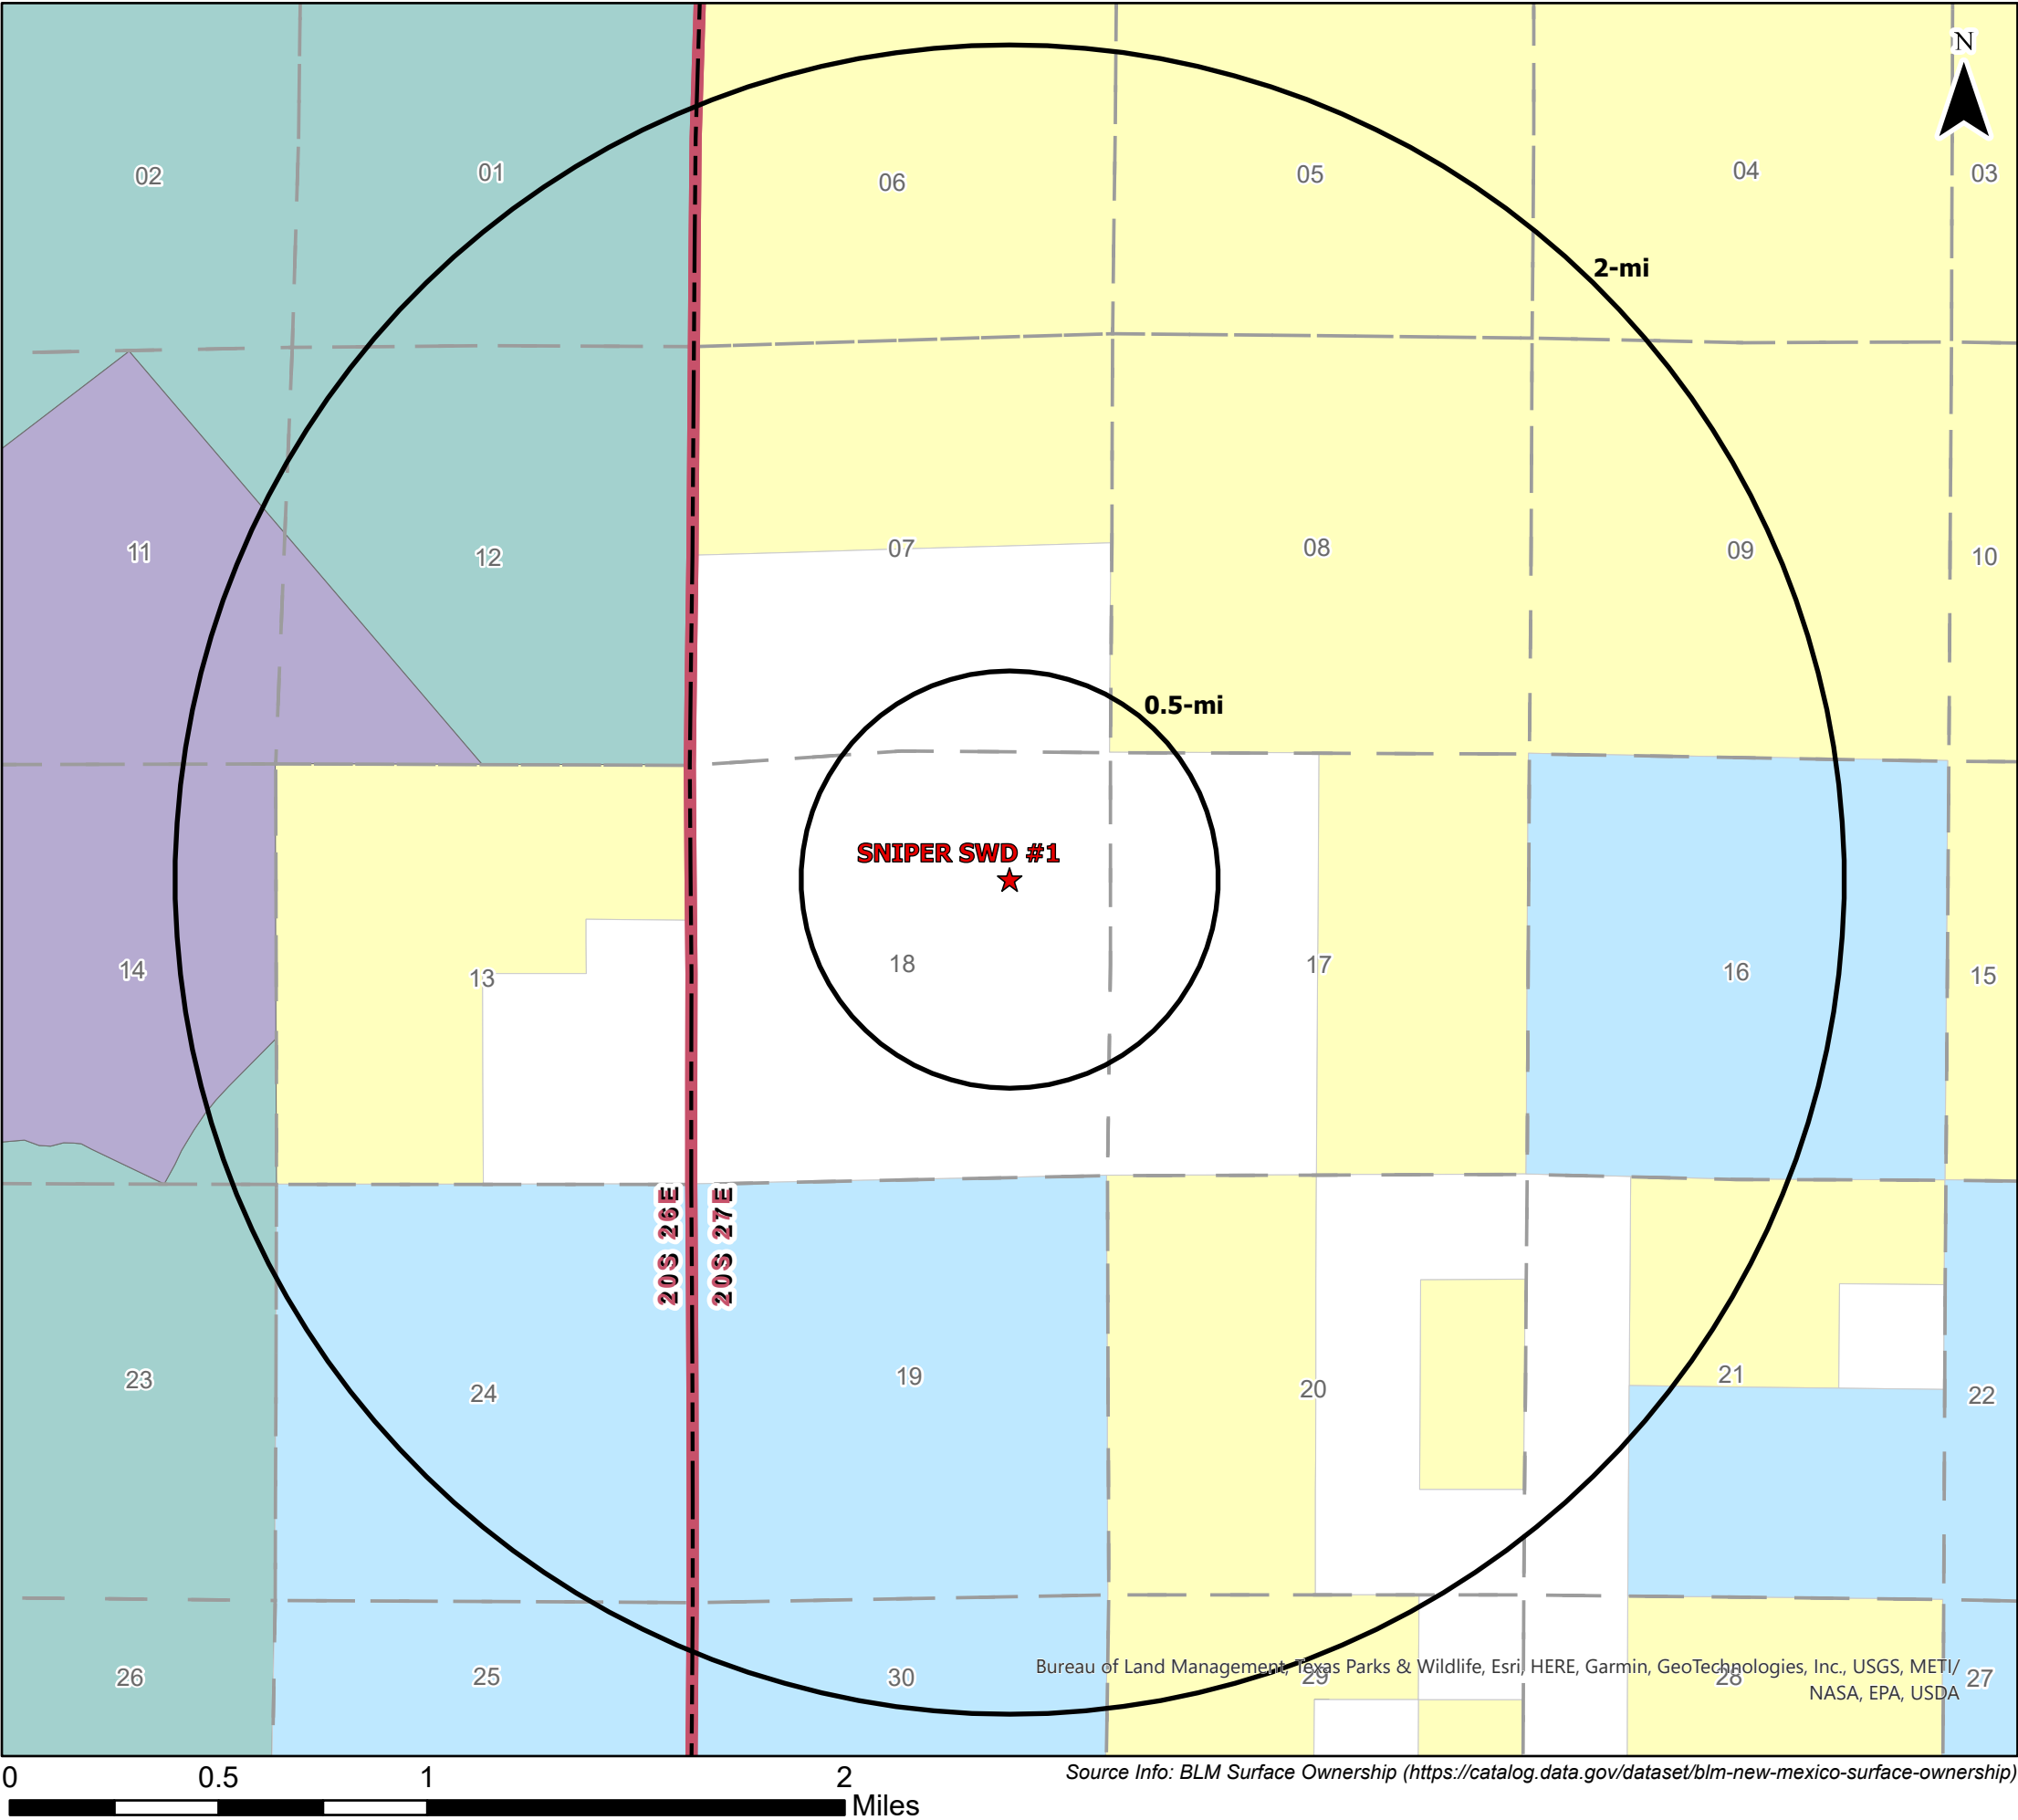 N
02
01
06
05
04
03
2-mi
11
12
07
08
09
10
0.5-mi
SNIPER SWD #1
14
13
18
17
16
15
20S 26E
20S 27E
23
24
19
20
21
22
26
25
30
29
28
27
Bureau of Land Management, Texas Parks & Wildlife, Esri, HERE, Garmin, GeoTechnologies, Inc., USGS, METI/
NASA, EPA, USDA
0 0.5 1 2
Miles
Source Info: BLM Surface Ownership (https://catalog.data.gov/dataset/blm-new-mexico-surface-ownership)